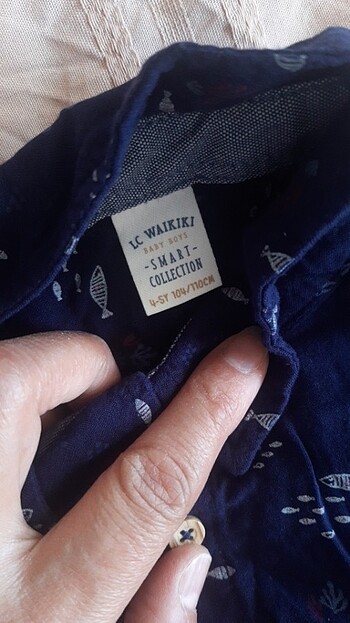 LC WAIKIKI
BABY BOYS
-SMART-
COLLECTION
4-5Y 104/110CM